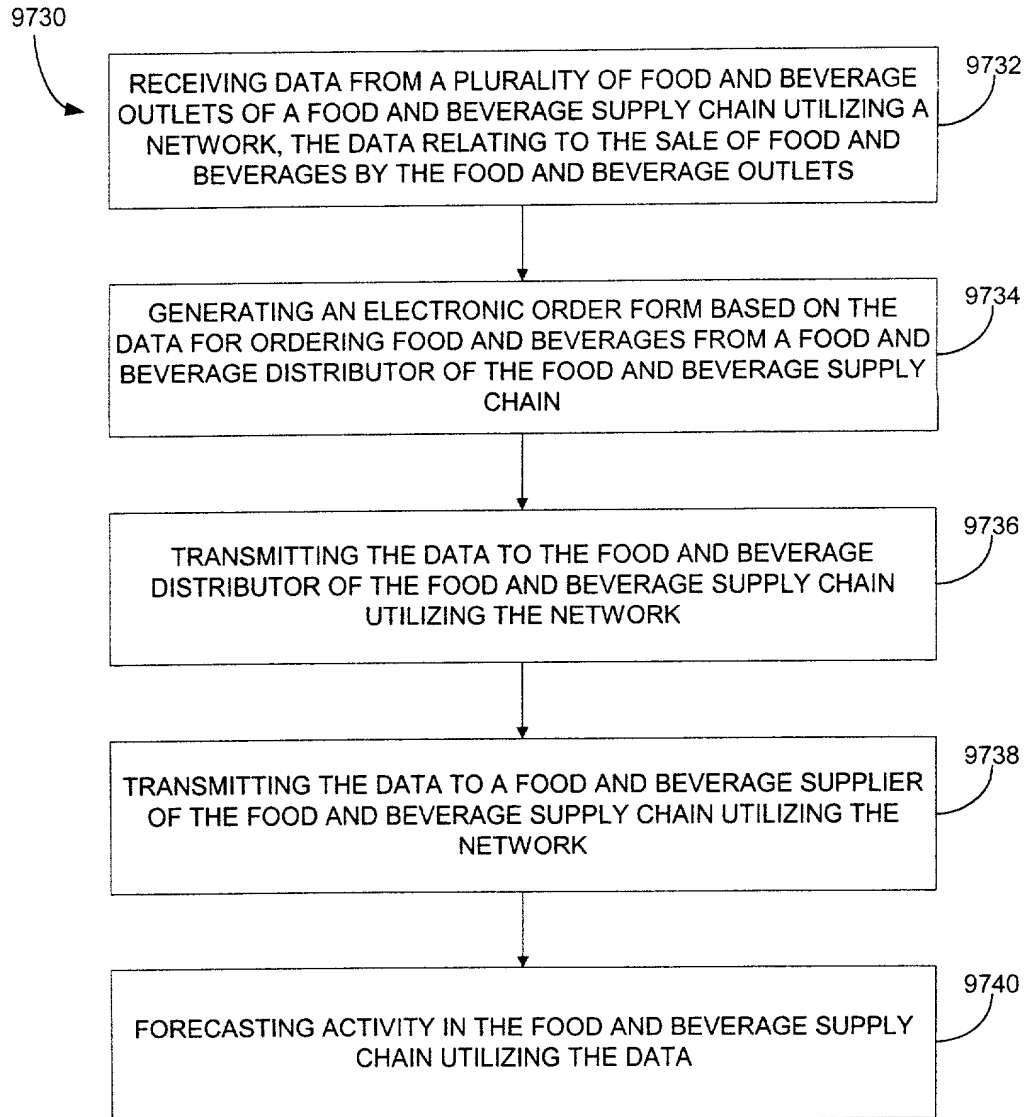 9730
RECEIVING DATA FROM A PLURALITY OF FOOD AND BEVERAGE
OUTLETS OF A FOOD AND BEVERAGE SUPPLY CHAIN UTILIZING A
NETWORK, THE DATA RELATING TO THE SALE OF FOOD AND
BEVERAGES BY THE FOOD AND BEVERAGE OUTLETS
9732
GENERATING AN ELECTRONIC ORDER FORM BASED ON THE
DATA FOR ORDERING FOOD AND BEVERAGES FROM A FOOD AND
BEVERAGE DISTRIBUTOR OF THE FOOD AND BEVERAGE SUPPLY
CHAIN
9734
TRANSMITTING THE DATA TO THE FOOD AND BEVERAGE
DISTRIBUTOR OF THE FOOD AND BEVERAGE SUPPLY CHAIN
UTILIZING THE NETWORK
9736
TRANSMITTING THE DATA TO A FOOD AND BEVERAGE SUPPLIER
OF THE FOOD AND BEVERAGE SUPPLY CHAIN UTILIZING THE
NETWORK
9738
FORECASTING ACTIVITY IN THE FOOD AND BEVERAGE SUPPLY
CHAIN UTILIZING THE DATA
9740